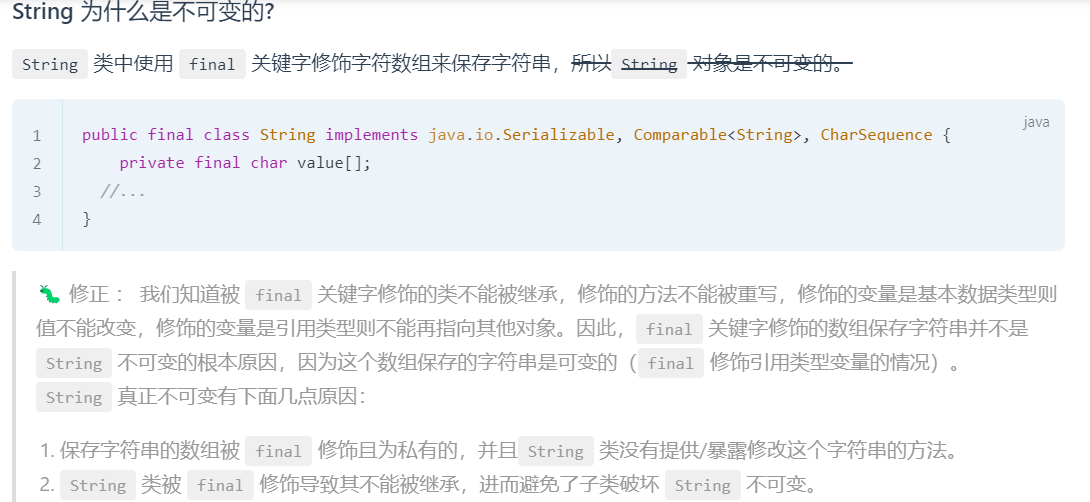 String 为什么是不可变的?
String 类中使用 final 关键字修饰字符数组来保存字符串，所以 String 对象是不可变的。
java
1 public final class String implements java.io.Serializable, Comparable<String>, CharSequence {
2 private final char value[];
3 //...
4 }
🐛 修正 ： 我们知道被 final 关键字修饰的类不能被继承，修饰的方法不能被重写，修饰的变量是基本数据类型则
值不能改变，修饰的变量是引用类型则不能再指向其他对象。因此， final 关键字修饰的数组保存字符串并不是
String 不可变的根本原因，因为这个数组保存的字符串是可变的（ final 修饰引用类型变量的情况）。
String 真正不可变有下面几点原因：
1. 保存字符串的数组被 final 修饰且为私有的，并且 String 类没有提供/暴露修改这个字符串的方法。
2. String 类被 final 修饰导致其不能被继承，进而避免了子类破坏 String 不可变。